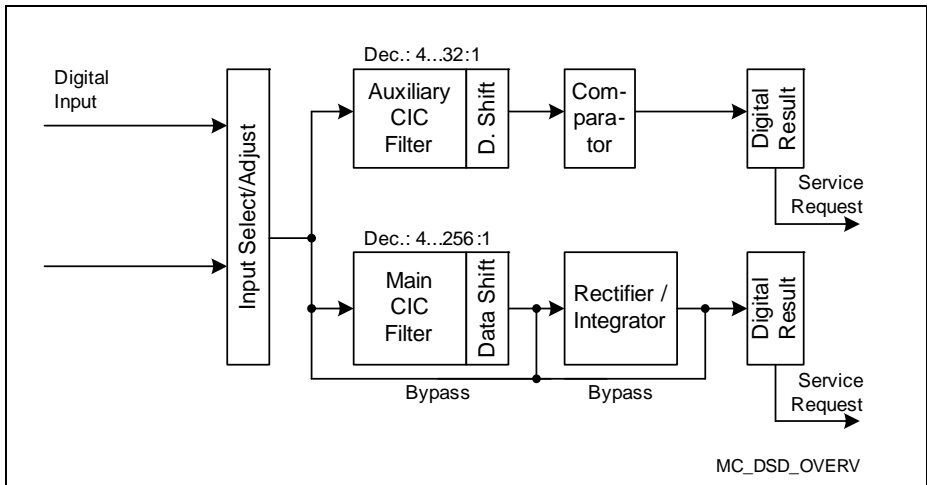 Dec.: 4...32:1
Digital
Input
Input Select/Adjust
Auxiliary
CIC
Filter
D. Shift
Com-
para-
tor
Digital
Result
Service
Request
Dec.: 4...256:1
Main
CIC
Filter
Data Shift
Rectifier /
Integrator
Digital
Result
Bypass
Bypass
Service
Request
MC_DSD_OVERV